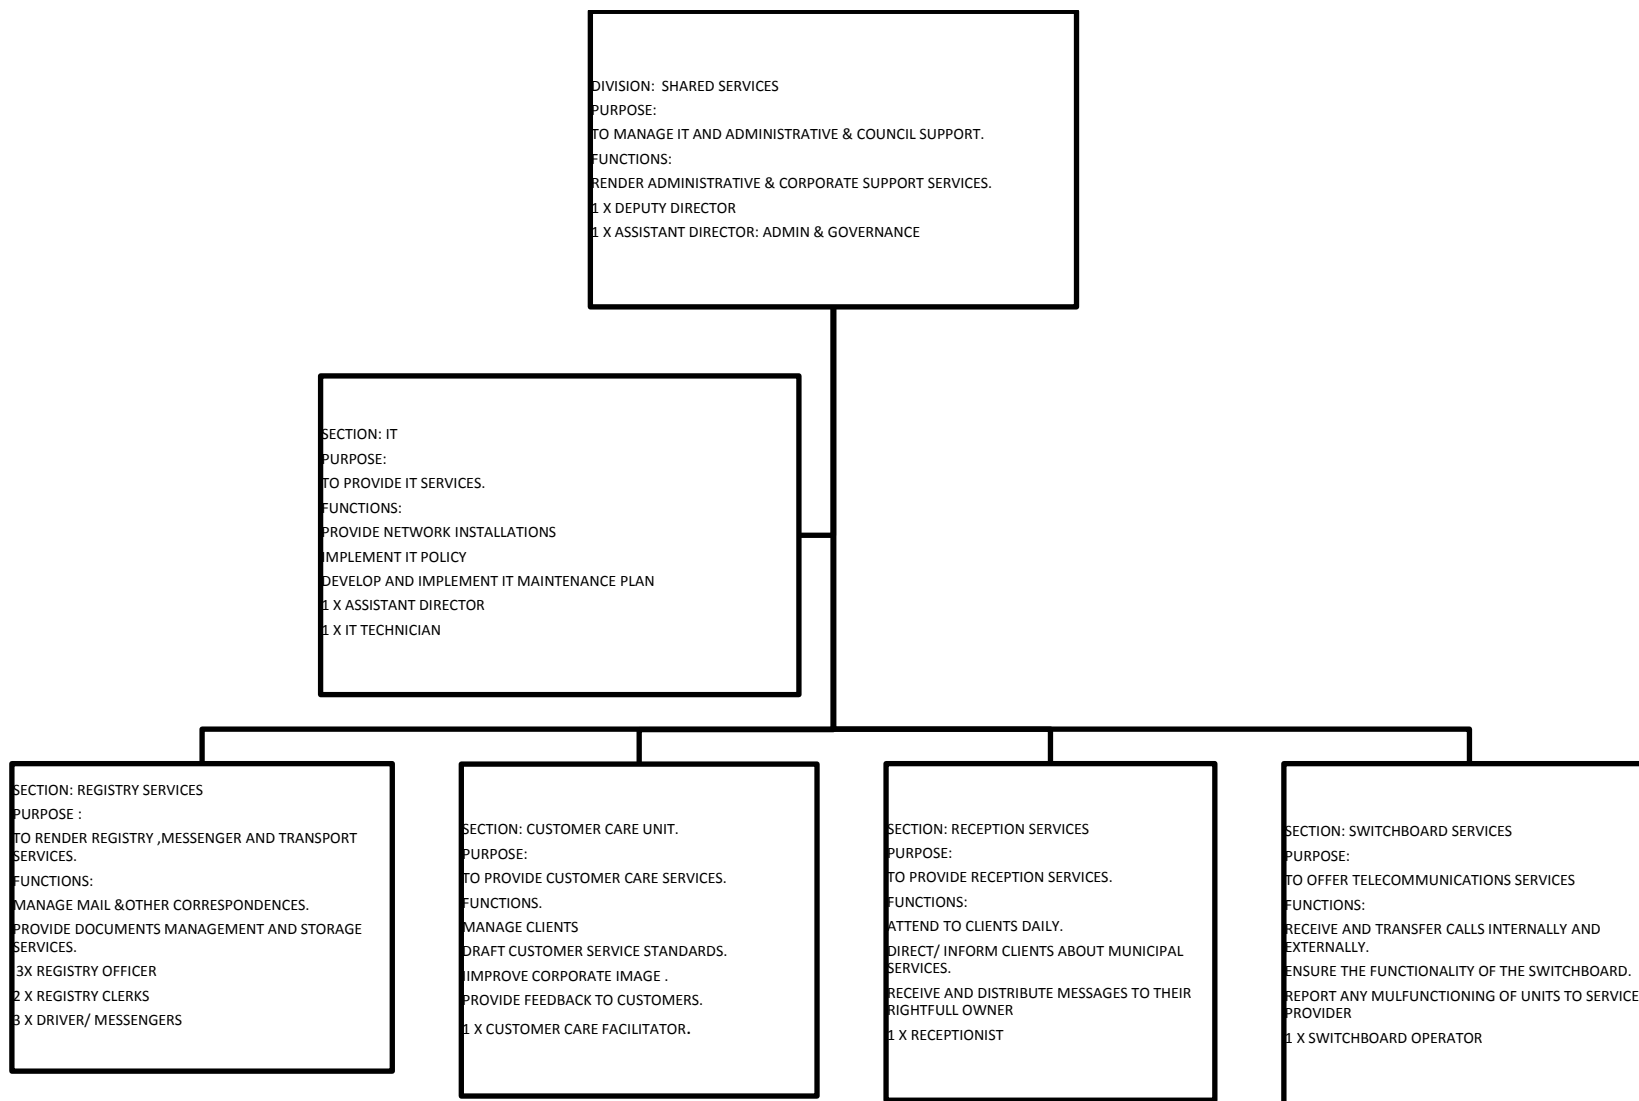 DIVISION: SHARED SERVICES
PURPOSE:
TO MANAGE IT AND ADMINISTRATIVE & COUNCIL SUPPORT.
FUNCTIONS:
RENDER ADMINISTRATIVE & CORPORATE SUPPORT SERVICES.
1 X DEPUTY DIRECTOR
1 X ASSISTANT DIRECTOR: ADMIN & GOVERNANCE
SECTION: IT
PURPOSE:
TO PROVIDE IT SERVICES.
FUNCTIONS:
PROVIDE NETWORK INSTALLATIONS
IMPLEMENT IT POLICY
DEVELOP AND IMPLEMENT IT MAINTENANCE PLAN
1 X ASSISTANT DIRECTOR
1 X IT TECHNICIAN
SECTION: REGISTRY SERVICES
PURPOSE :
TO RENDER REGISTRY ,MESSENGER AND TRANSPORT
SERVICES.
FUNCTIONS:
MANAGE MAIL &OTHER CORRESPONDENCES.
PROVIDE DOCUMENTS MANAGEMENT AND STORAGE
SERVICES.
3X REGISTRY OFFICER
2 X REGISTRY CLERKS
3 X DRIVER/ MESSENGERS
SECTION: CUSTOMER CARE UNIT.
PURPOSE:
TO PROVIDE CUSTOMER CARE SERVICES.
FUNCTIONS.
MANAGE CLIENTS
DRAFT CUSTOMER SERVICE STANDARDS.
IIMPROVE CORPORATE IMAGE .
PROVIDE FEEDBACK TO CUSTOMERS.
1 X CUSTOMER CARE FACILITATOR.
SECTION: RECEPTION SERVICES
PURPOSE:
TO PROVIDE RECEPTION SERVICES.
FUNCTIONS:
ATTEND TO CLIENTS DAILY.
DIRECT/ INFORM CLIENTS ABOUT MUNICIPAL
SERVICES.
RECEIVE AND DISTRIBUTE MESSAGES TO THEIR
RIGHTFULL OWNER
1 X RECEPTIONIST
SECTION: SWITCHBOARD SERVICES
PURPOSE:
TO OFFER TELECOMMUNICATIONS SERVICES
FUNCTIONS:
RECEIVE AND TRANSFER CALLS INTERNALLY AND
EXTERNALLY.
ENSURE THE FUNCTIONALITY OF THE SWITCHBOARD.
REPORT ANY MULFUNCTIONING OF UNITS TO SERVICE
PROVIDER
1 X SWITCHBOARD OPERATOR